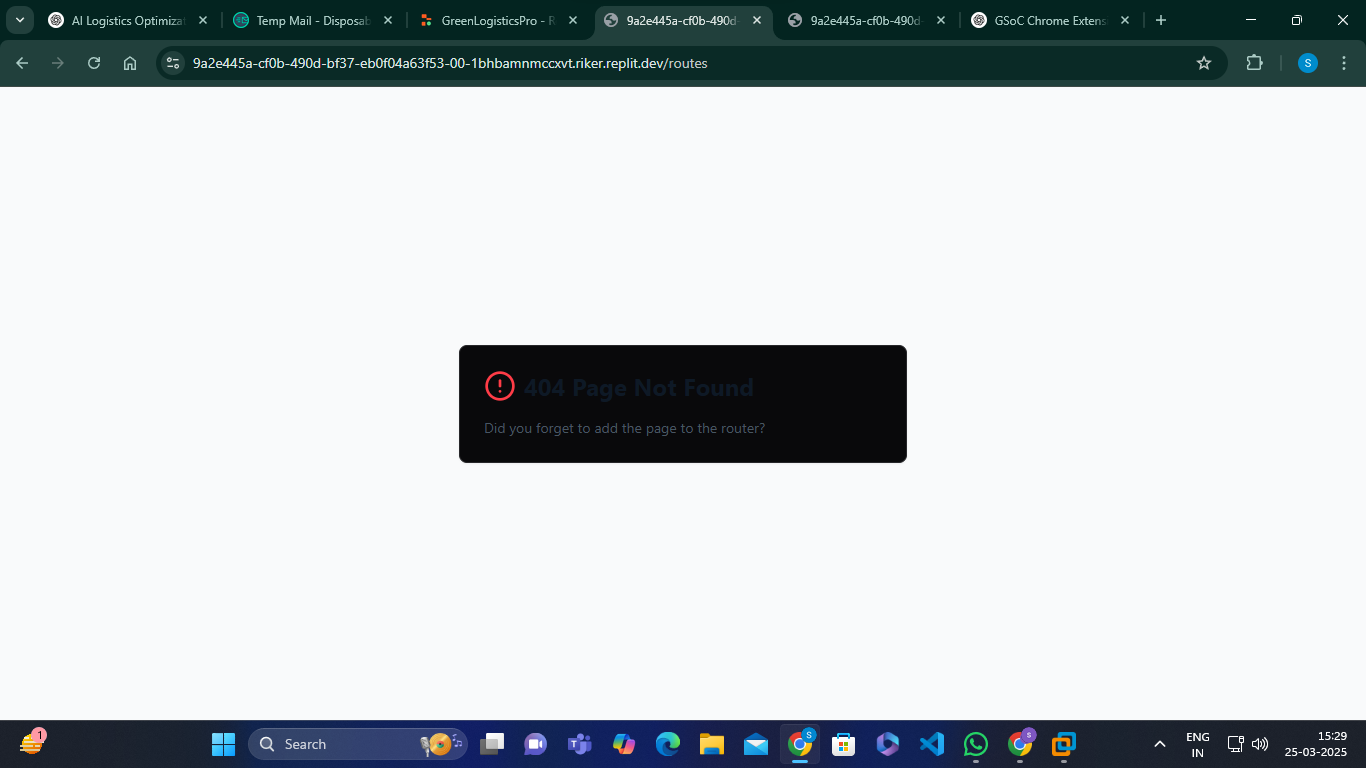 AI Logistics Optimizat
Temp Mail - Disposab
GreenLogisticsPro - R
9a2e445a-cf0b-490d-
9a2e445a-cf0b-490d-
GSoC Chrome Extens
9a2e445a-cf0b-490d-bf37-eb0f04a63f53-00-1bhbamnmccxvt.riker.replit.dev/routes
S
404 Page Not Found
Did you forget to add the page to the router?
1
Search
S
S
ENG
IN
15:29
25-03-2025